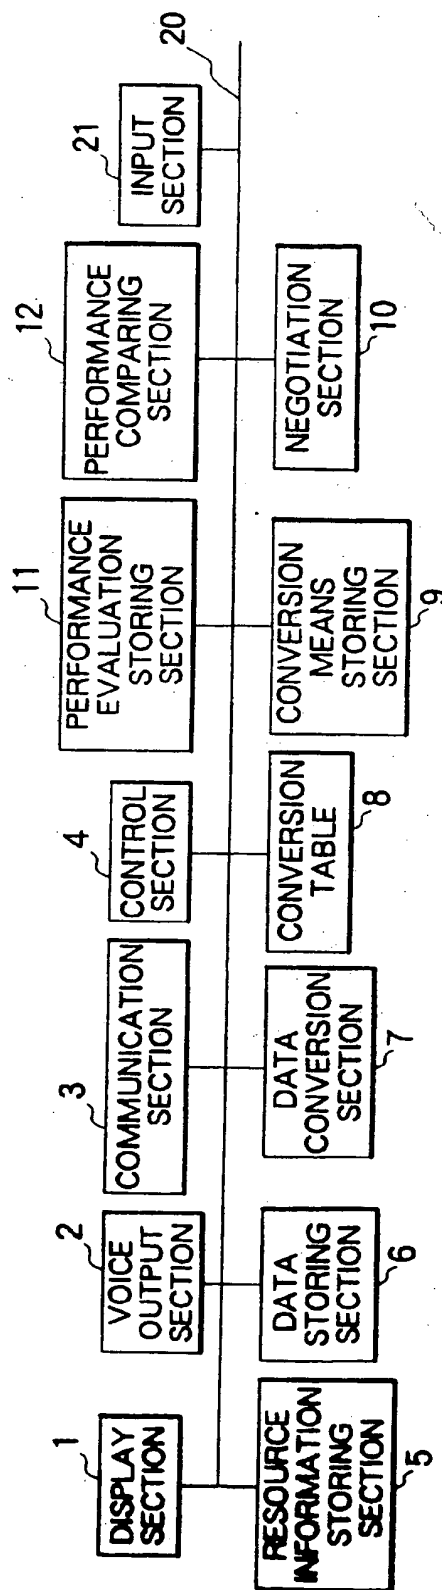 1
DISPLAY
SECTION
2
VOICE
OUTPUT
SECTION
3
COMMUNICATION
SECTION
4
CONTROL
SECTION
11
PERFORMANCE
EVALUATION
STORING
SECTION
12
PERFORMANCE
COMPARING
SECTION
21
INPUT
SECTION
20
RESOURCE
INFORMATION
STORING
SECTION
5
DATA
STORING
SECTION
6
DATA
CONVERSION
SECTION
7
CONVERSION
TABLE
8
CONVERSION
MEANS
STORING
SECTION
9
NEGOTIATION
SECTION
10